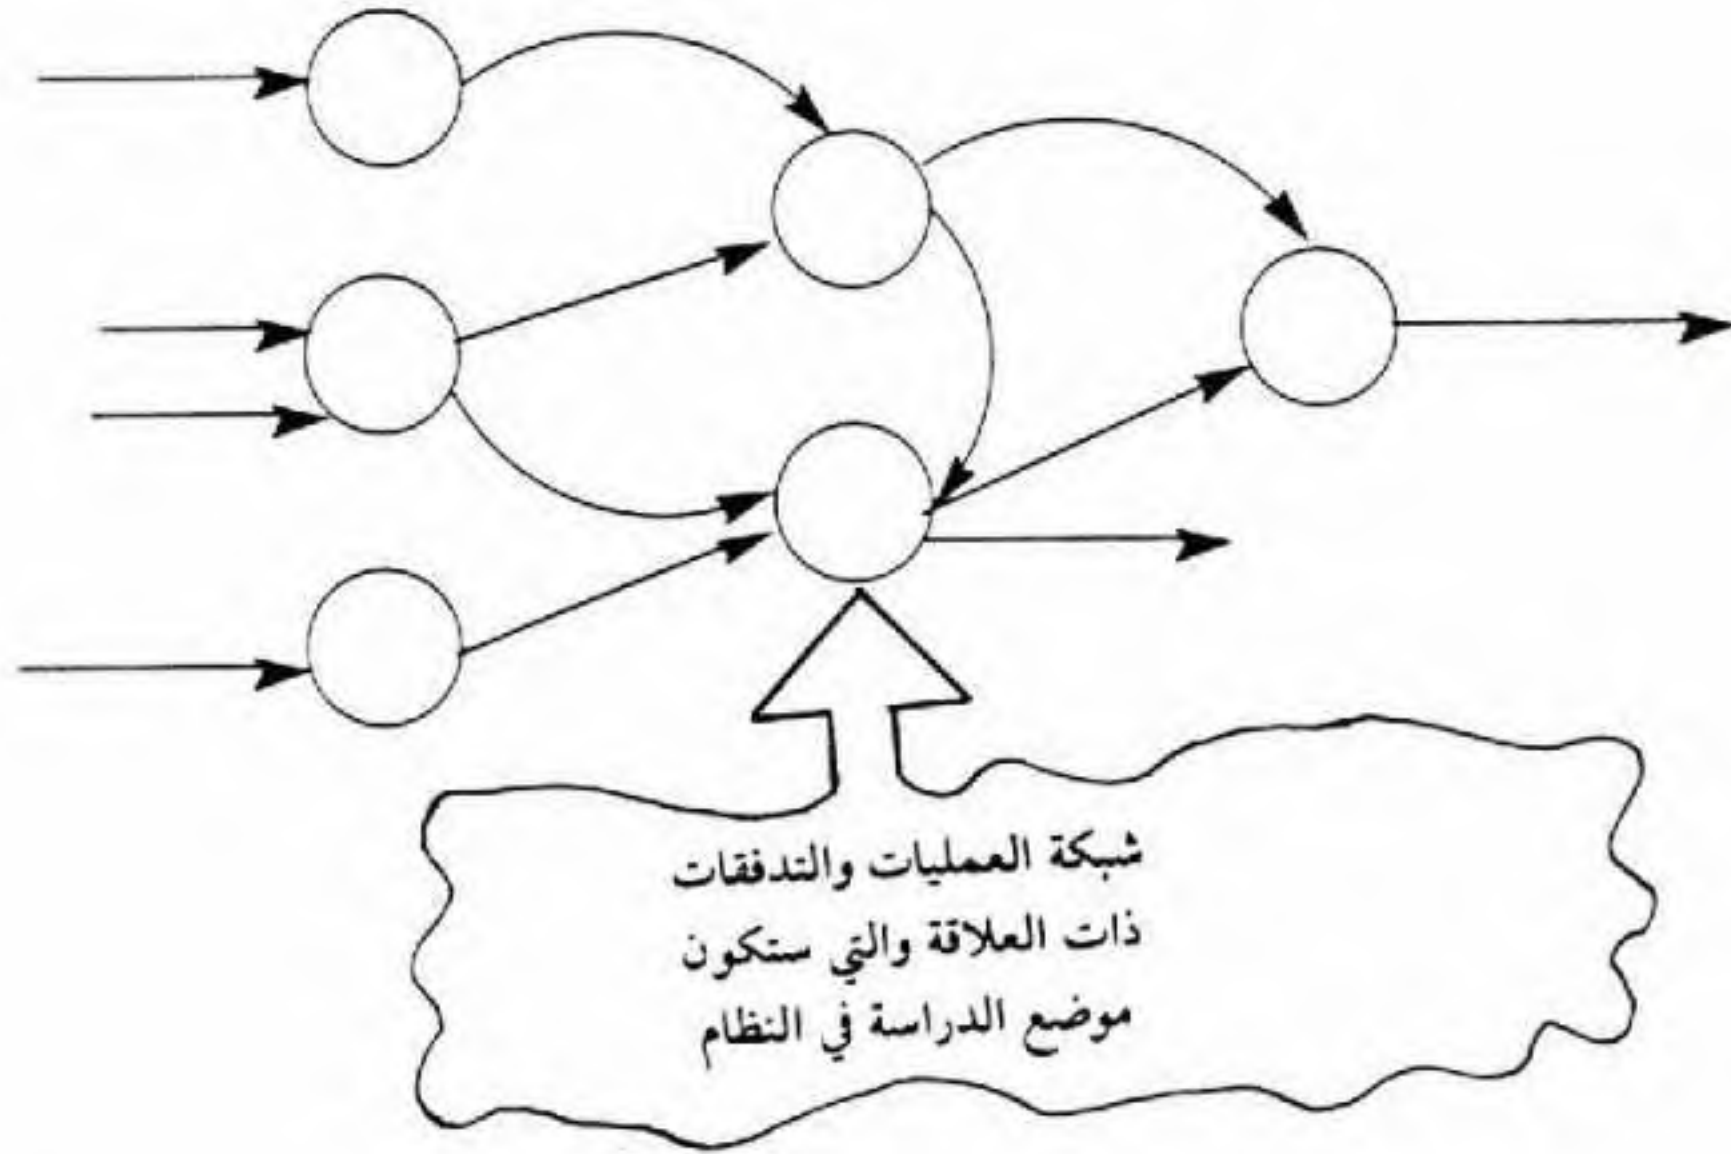 شبكة العمليات والتدفقات
ذات العلاقة والتي ستكون
موضع الدراسة في النظام